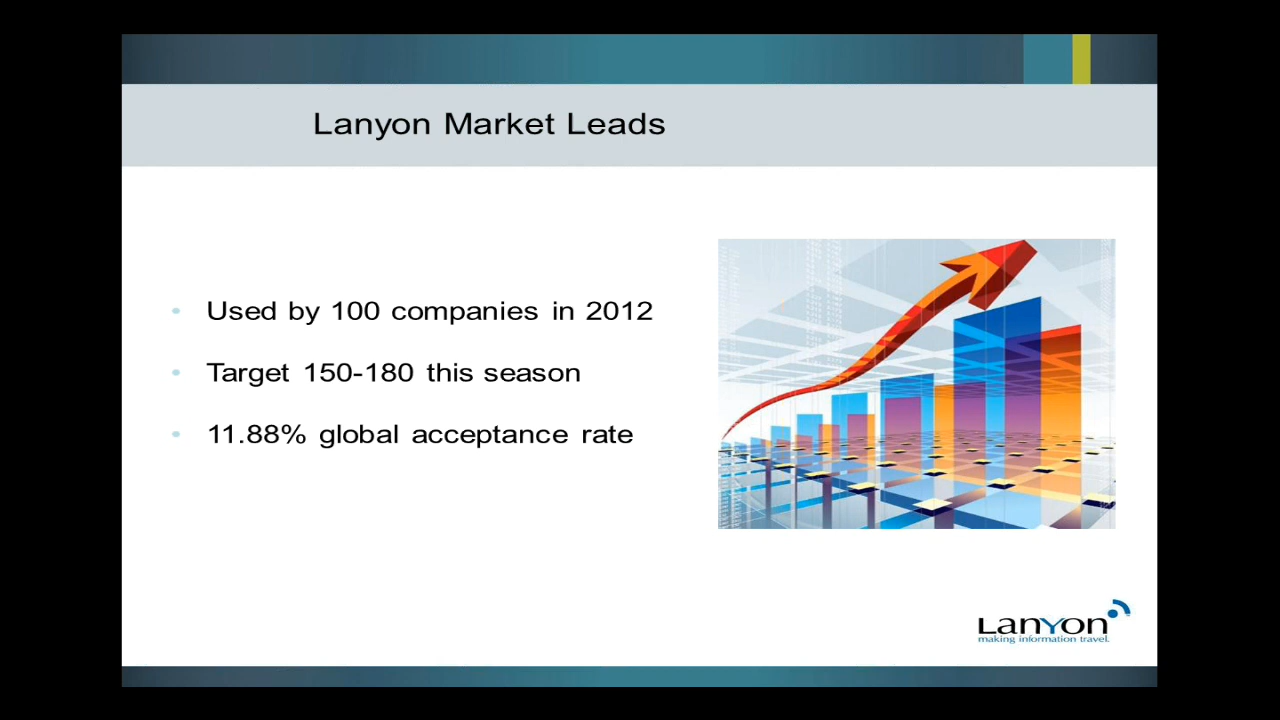 Lanyon Market Leads
Used by 100 companies in 2012
Target 150-180 this season
11.88% global acceptance rate
Lanyon
making information travel.